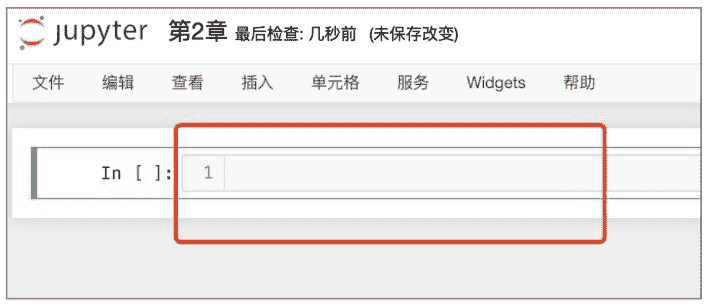 jupyter 第2章 最后检查: 几秒前 (未保存改变)
文件 编辑 查看 插入 单元格 服务 Widgets 帮助
In [ ]: 1